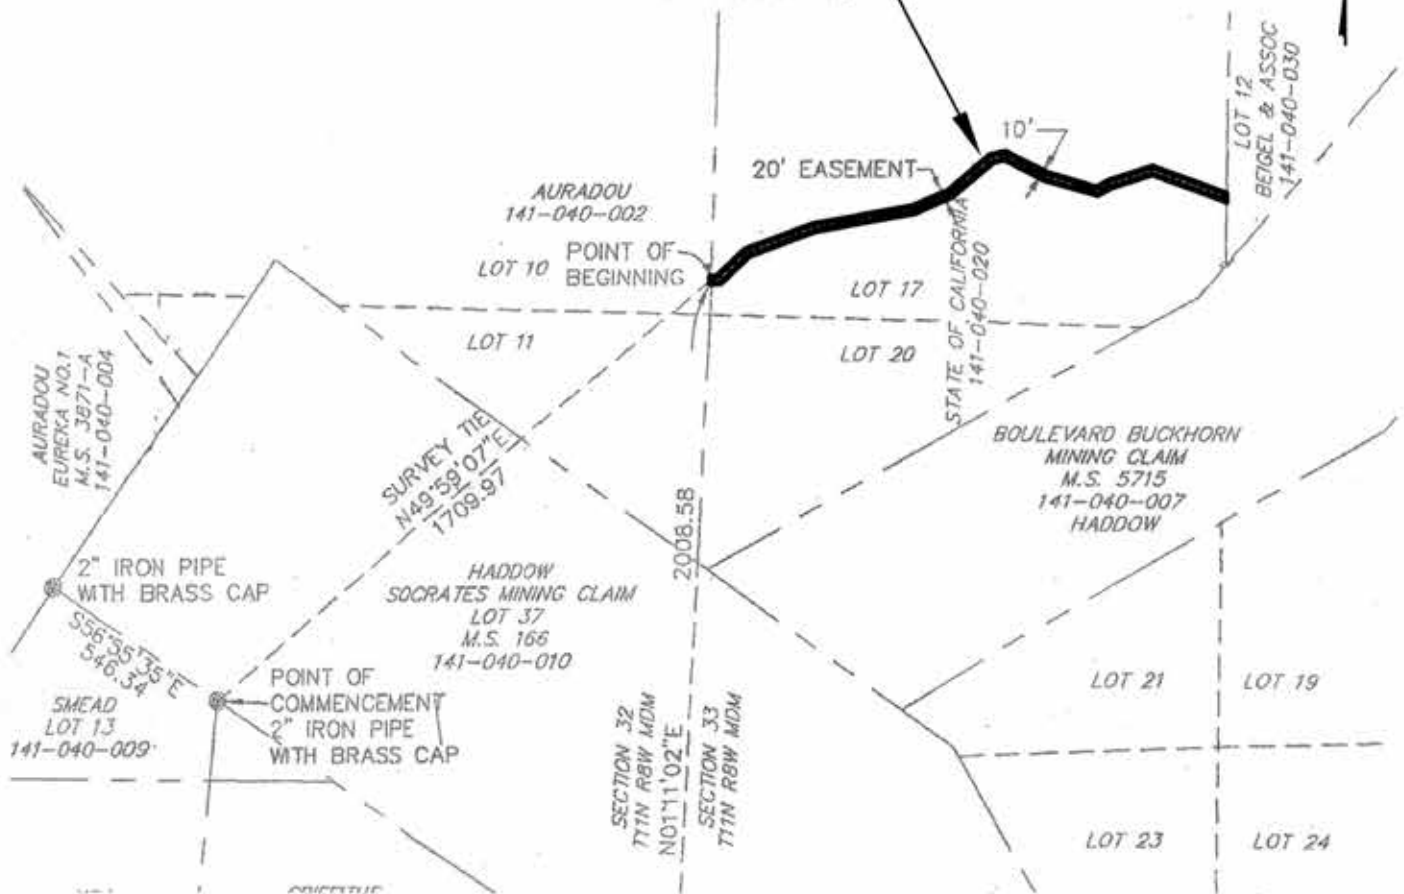 LOT 12
BEIGEL & ASSOC
141-040-030
10'
20' EASEMENT
AURADOU
141-040-002
POINT OF
BEGINNING
LOT 10
LOT 17
STATE OF CALIFORNIA
141-040-020
LOT 11
LOT 20
AURADOU
EUREKA NO.1
M.S. 3871-A
141-040-004
SURVEY TIE
N49°59'07"E
1709.97
BOULEVARD BUCKHORN
MINING CLAIM
M.S. 5715
141-040-007
HADDOW
2008.58
2" IRON PIPE
WITH BRASS CAP
HADDOW
SOCRATES MINING CLAIM
LOT 37
M.S. 166
141-040-010
S56°55'35"E
546.34
POINT OF
COMMENCEMENT
2" IRON PIPE
WITH BRASS CAP
SMEAD
LOT 13
141-040-009
LOT 21
LOT 19
SECTION 32
T11N R8W MDM
N01°11'02"E
SECTION 33
T11N R8W MDM
LOT 23
LOT 24